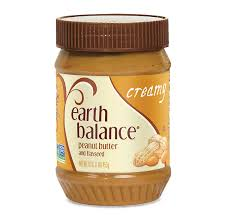 creamy
earth
balance®
peanut butter
and flaxseed